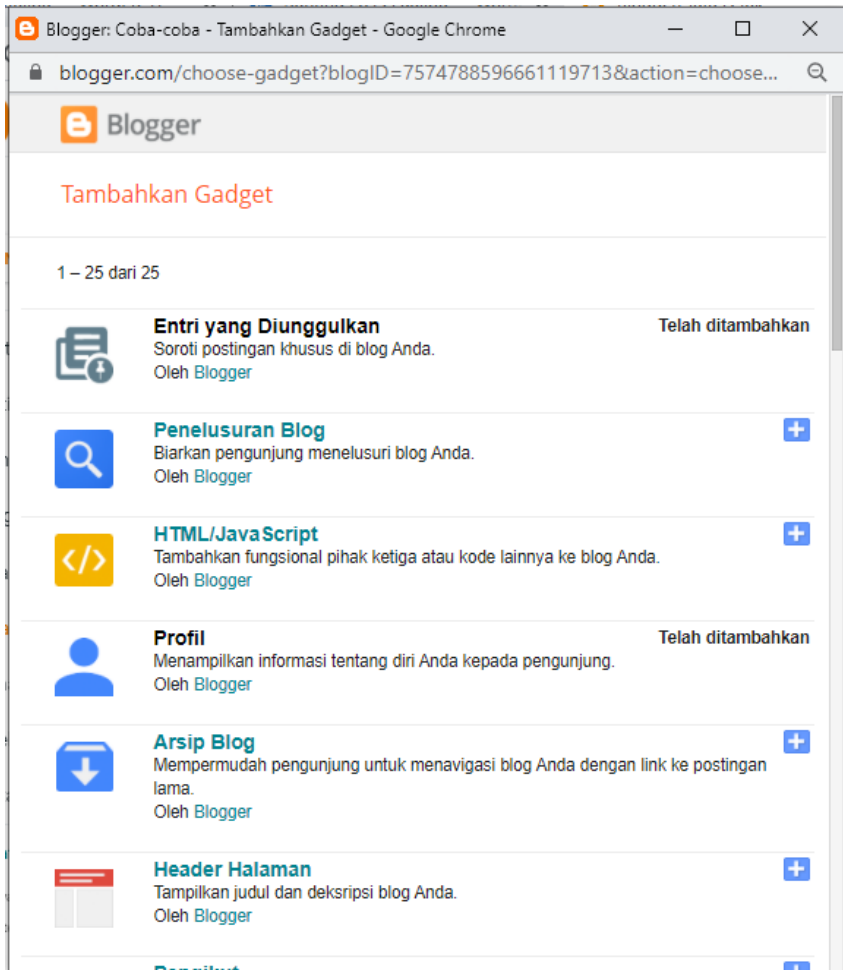 Blogger: Coba-coba - Tambahkan Gadget - Google Chrome
blogger.com/choose-gadget?blogID=7574788596661119713&action=choose...
Blogger
Tambahkan Gadget
1 – 25 dari 25
Entri yang Diunggulkan
Telah ditambahkan
Soroti postingan khusus di blog Anda.
Oleh Blogger
Penelusuran Blog
Biarkan pengunjung menelusuri blog Anda.
Oleh Blogger
HTML/JavaScript
Tambahkan fungsional pihak ketiga atau kode lainnya ke blog Anda.
Oleh Blogger
Profil
Telah ditambahkan
Menampilkan informasi tentang diri Anda kepada pengunjung.
Oleh Blogger
Arsip Blog
Mempermudah pengunjung untuk menavigasi blog Anda dengan link ke postingan
lama.
Oleh Blogger
Header Halaman
Tampilkan judul dan deksripsi blog Anda.
Oleh Blogger